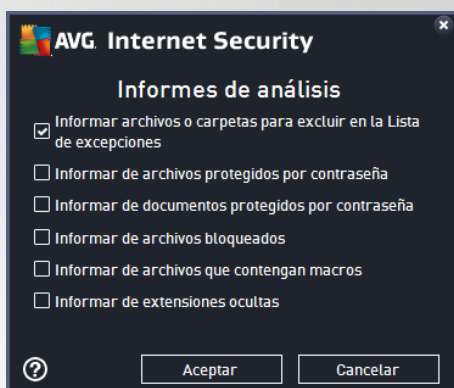 AVG. Internet Security
Informes de análisis
Informar archivos o carpetas para excluir en la Lista
de excepciones
Informar de archivos protegidos por contraseña
Informar de documentos protegidos por contraseña
Informar de archivos bloqueados
Informar de archivos que contengan macros
Informar de extensiones ocultas
?
Aceptar
Cancelar